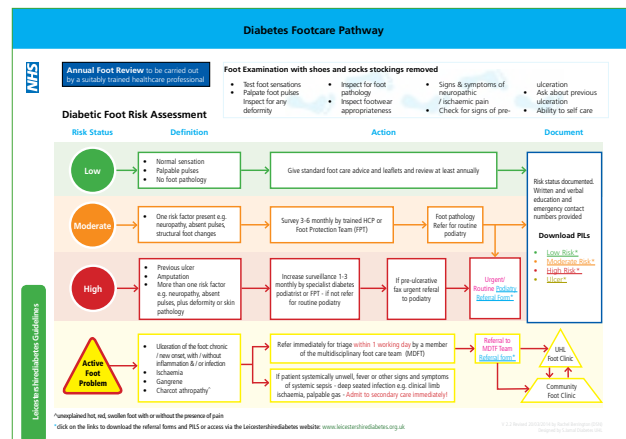 Diabetes Footcare Pathway
NHS
Annual Foot Review to be carried out
by a suitably trained healthcare professional
Foot Examination with shoes and socks stockings removed
• Test foot sensations
• Palpate foot pulses
Inspect for any
deformity
• Inspect for foot
pathology
• Inspect footwear
appropriateness
• Signs & symptoms of
neuropathic
/ ischaemic pain
• Check for signs of pre-
ulceration
• Ask about previous
ulceration
• Ability to self care
Diabetic Foot Risk Assessment
Risk Status
Definition
Action
Document
Low
• Normal sensation
• Palpable pulses
• No foot pathology
Give standard foot care advice and leaflets and review at least annually
Moderate
• One risk factor present e.g.
neuropathy, absent pulses,
structural foot changes
Survey 3-6 monthly by trained HCP or
Foot Protection Team (FPT)
Foot pathology
Refer for routine
podiatry
High
• Previous ulcer
• Amputation
• More than one risk factor
e.g. neuropathy, absent
pulses, plus deformity or skin
pathology
Increase surveillance 1-3
monthly by specialist diabetes
podiatrist or FPT - if not refer
for routine podiatry
If pre-ulcerative
fax urgent referral
to podiatry
Urgent/
Routine Podiatry
Referral Form*
Risk status documented.
Written and verbal
education and
emergency contact
numbers provided
Download PILs
• Low Risk*
• Moderate Risk*
• High Risk*
• Ulcer*
Active
Foot
Problem
• Ulceration of the foot: chronic
/ new onset, with / without
inflammation & / or infection
• Ischaemia
• Gangrene
• Charcot athropathy^
Refer immediately for triage within 1 working day by a member
of the multidisciplinary foot care team (MDFT)
If patient systemically unwell, fever or other signs and symptoms
of systemic sepsis - deep seated infection e.g. clinical limb
ischaemia, palpable gas - Admit to secondary care immediately!
Referral to
MDTF Team
Referral form*
UHL
Foot Clinic
Community
Foot Clinic
Leicestershirediabetes Guidelines
^unexplained hot, red, swollen foot with or without the presence of pain
*click on the links to download the referral forms and PILS or access via the Leicestershirediabetes website: www.leicestershirediabetes.org.uk